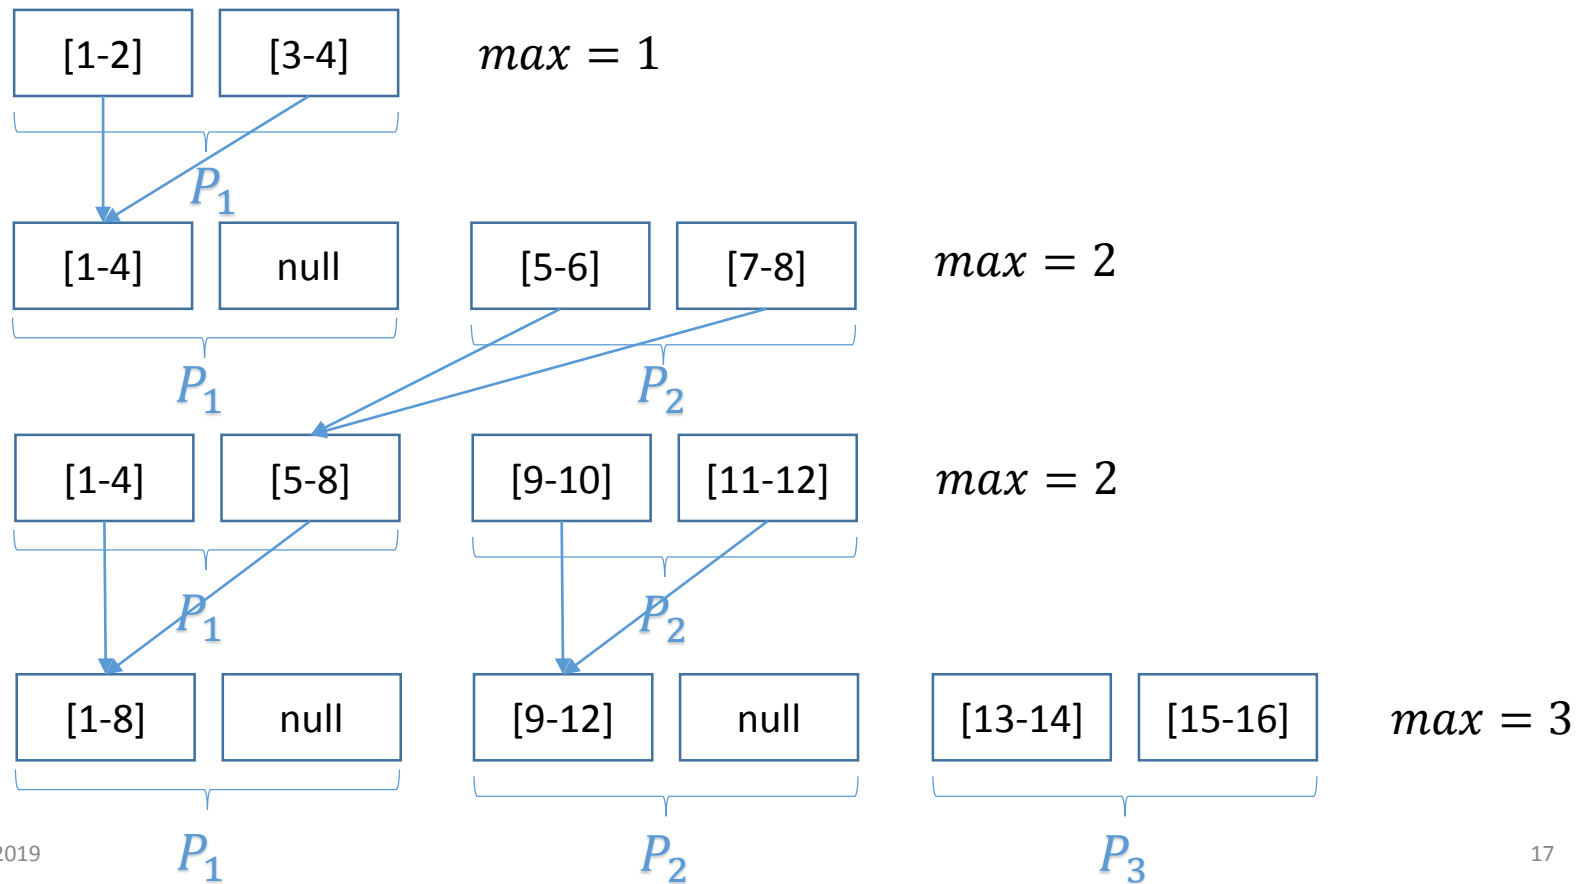 [1-2] [3-4] max = 1
P1
[1-4] null [5-6] [7-8] max = 2
P1 P2
[1-4] [5-8] [9-10] [11-12] max = 2
P1 P2
[1-8] null [9-12] null [13-14] [15-16] max = 3
2019 P1 P2 P3 17